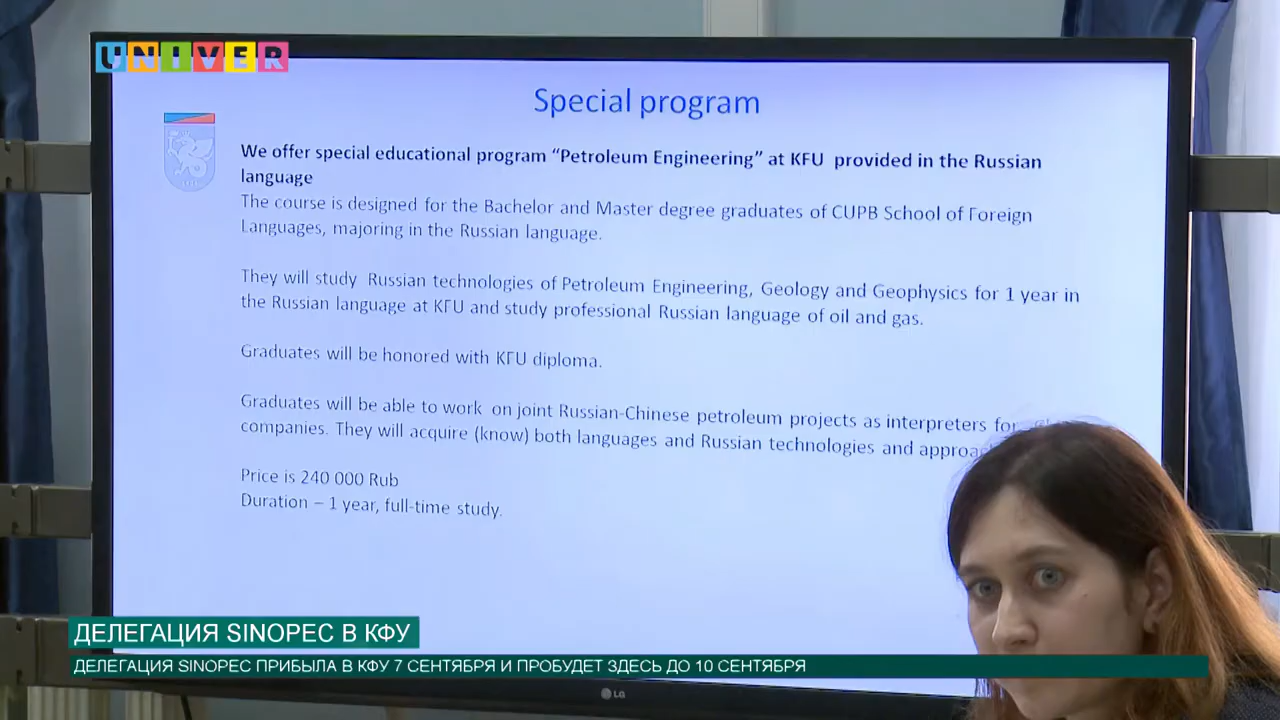 UNIVER
Special program
We offer special educational program “Petroleum Engineering” at KFU provided in the Russian
language
The course is designed for the Bachelor and Master degree graduates of CUPB School of Foreign
Languages, majoring in the Russian language.
They will study Russian technologies of Petroleum Engineering, Geology and Geophysics for 1 year in
the Russian language at KFU and study professional Russian language of oil and gas.
Graduates will be honored with KFU diploma.
Graduates will be able to work on joint Russian-Chinese petroleum projects as interpreters for
companies. They will acquire (know) both languages and Russian technologies and
Price is 240 000 Rub
Duration – 1 year, full-time study.
ДЕЛЕГАЦИЯ SINOPEC В КФУ
ДЕЛЕГАЦИЯ SINOPEC ПРИБЫЛА В КФУ 7 СЕНТЯБРЯ И ПРОБУДЕТ ЗДЕСЬ ДО 10 СЕНТЯБРЯ
LG